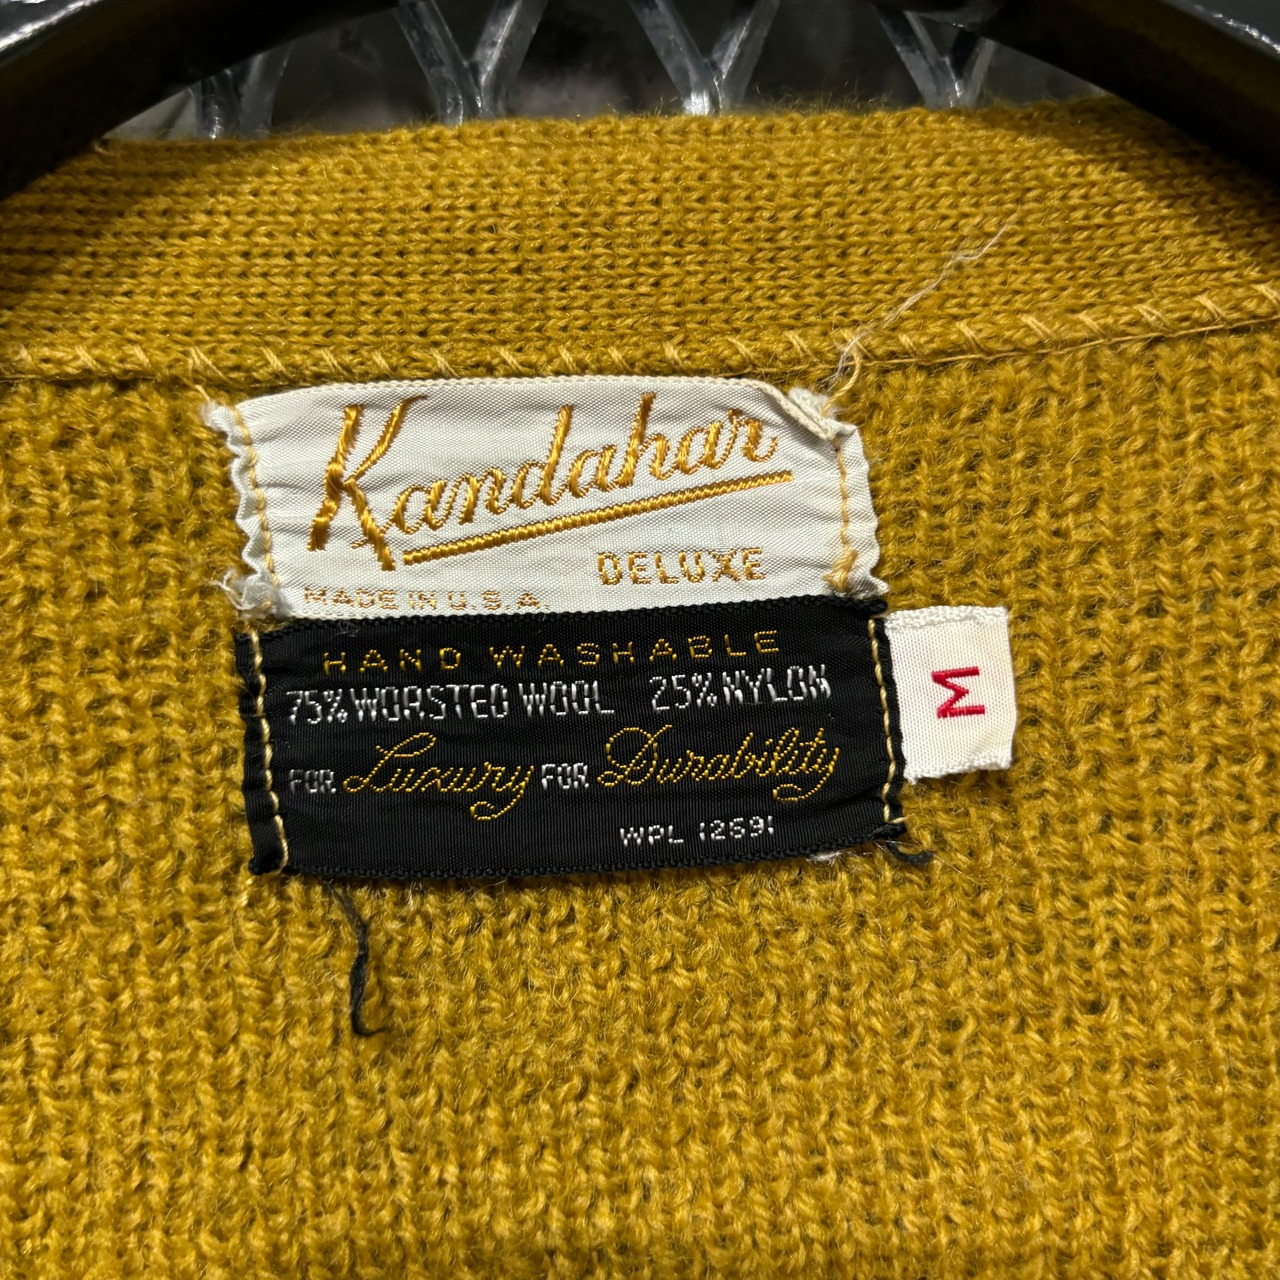 Kandahar
DELUXE
MADE IN U.S.A.
HAND WASHABLE
75% WORSTED WOOL 25% NYLON
FOR Luxury FOR Durability
WPL 12691
M